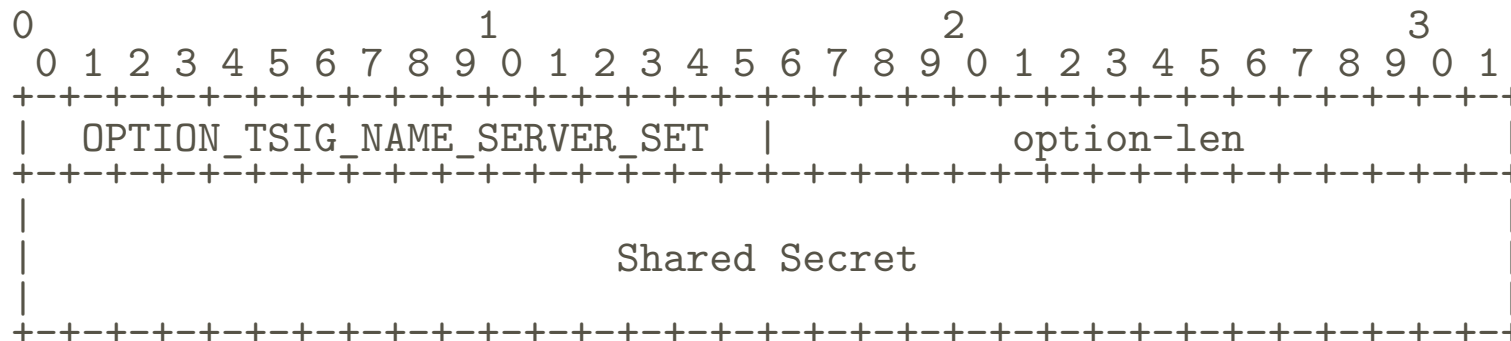 0                   1                   2                   3
 0 1 2 3 4 5 6 7 8 9 0 1 2 3 4 5 6 7 8 9 0 1 2 3 4 5 6 7 8 9 0 1
+-+-+-+-+-+-+-+-+-+-+-+-+-+-+-+-+-+-+-+-+-+-+-+-+-+-+-+-+-+-+-+-+
|  OPTION_TSIG_NAME_SERVER_SET  |          option-len           |
+-+-+-+-+-+-+-+-+-+-+-+-+-+-+-+-+-+-+-+-+-+-+-+-+-+-+-+-+-+-+-+-+
|                                                               |
|                         Shared Secret                         |
|                                                               |
+-+-+-+-+-+-+-+-+-+-+-+-+-+-+-+-+-+-+-+-+-+-+-+-+-+-+-+-+-+-+-+-+